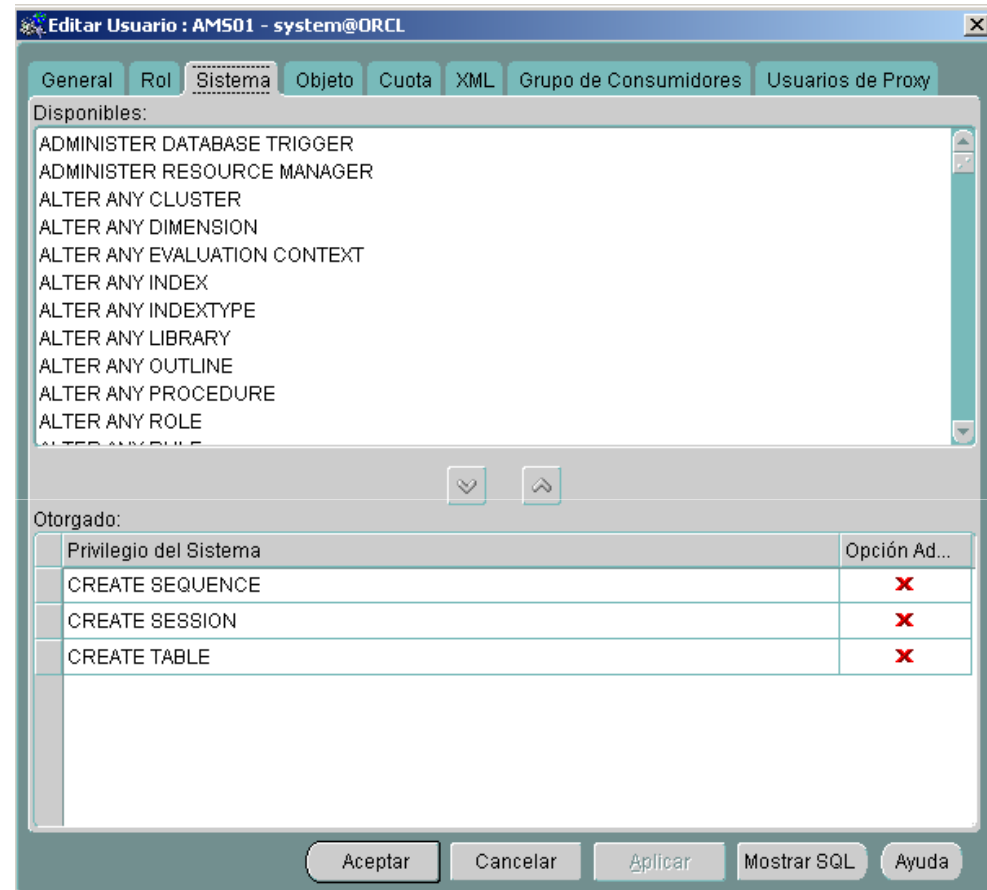 Editar Usuario : AMS01 - system@ORCL
General Rol Sistema Objeto Cuota XML Grupo de Consumidores Usuarios de Proxy
Disponibles:
ADMINISTER DATABASE TRIGGER
ADMINISTER RESOURCE MANAGER
ALTER ANY CLUSTER
ALTER ANY DIMENSION
ALTER ANY EVALUATION CONTEXT
ALTER ANY INDEX
ALTER ANY INDEXTYPE
ALTER ANY LIBRARY
ALTER ANY OUTLINE
ALTER ANY PROCEDURE
ALTER ANY ROLE
Otorgado:
Privilegio del Sistema Opción Ad...
CREATE SEQUENCE
CREATE SESSION
CREATE TABLE
Aceptar Cancelar Aplicar Mostrar SQL Ayuda